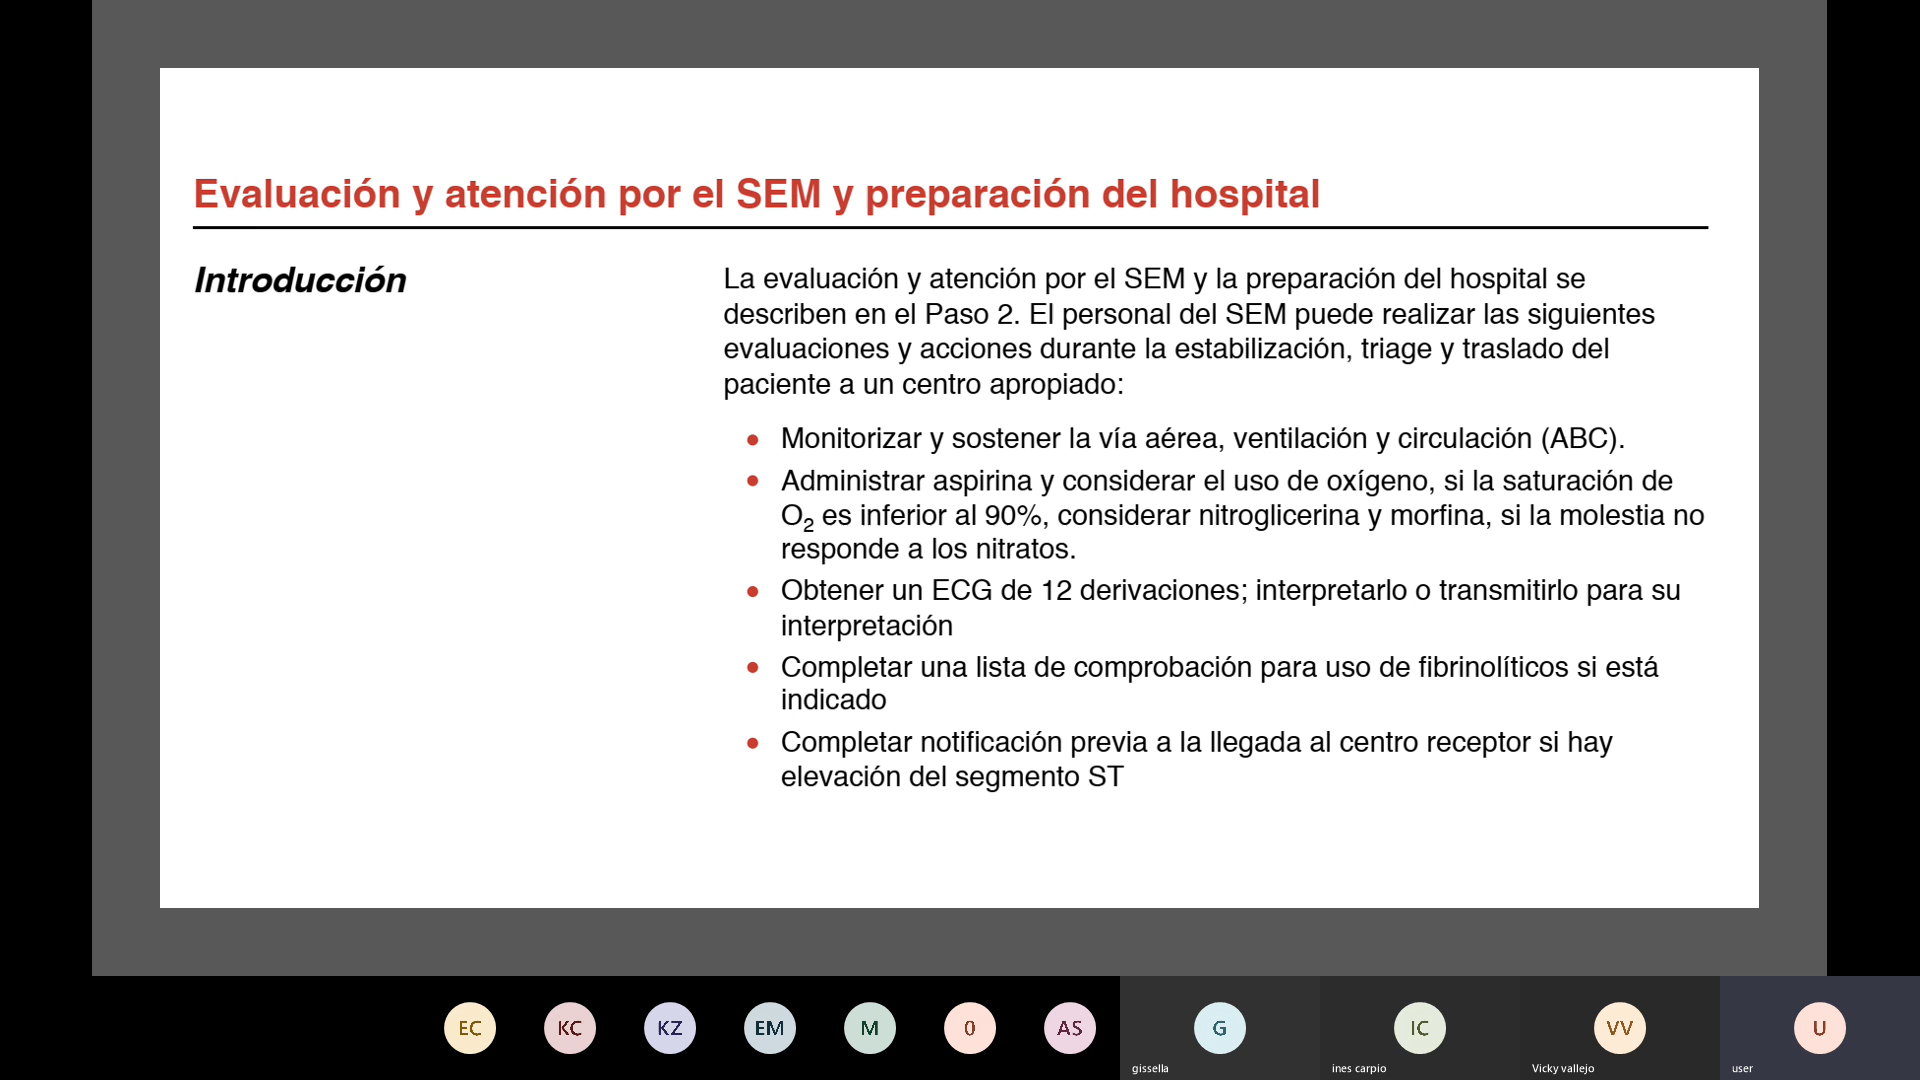 Evaluación y atención por el SEM y preparación del hospital
Introducción
La evaluación y atención por el SEM y la preparación del hospital se
describen en el Paso 2. El personal del SEM puede realizar las siguientes
evaluaciones y acciones durante la estabilización, triage y traslado del
paciente a un centro apropiado:
• Monitorizar y sostener la vía aérea, ventilación y circulación (ABC).
• Administrar aspirina y considerar el uso de oxígeno, si la saturación de
O₂ es inferior al 90%, considerar nitroglicerina y morfina, si la molestia no
responde a los nitratos.
• Obtener un ECG de 12 derivaciones; interpretarlo o transmitirlo para su
interpretación
• Completar una lista de comprobación para uso de fibrinolíticos si está
indicado
• Completar notificación previa a la llegada al centro receptor si hay
elevación del segmento ST
EC KC KZ EM M 0 AS G IC VV U
gissella ines carpio Vicky vallejo user